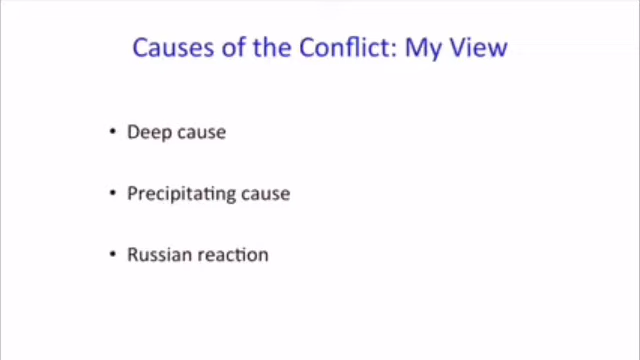 Causes of the Conflict: My View
• Deep cause
• Precipitating cause
• Russian reaction